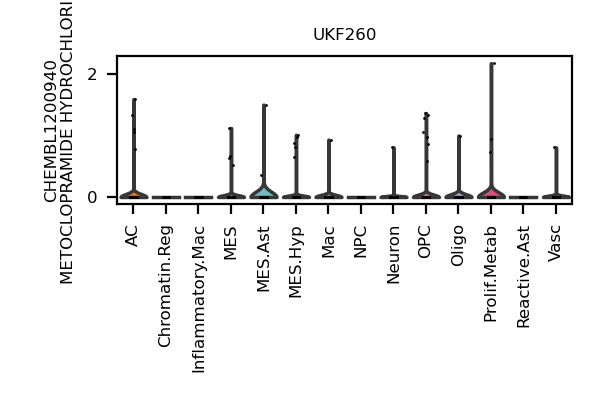 UKF260
CHEMBL1200940
METOCLOPRAMIDE HYDROCHLORI
2
0
AC
Chromatin.Reg
Inflammatory.Mac
MES
MES.Ast
MES.Hyp
Mac
NPC
Neuron
OPC
Oligo
Prolif.Metab
Reactive.Ast
Vasc